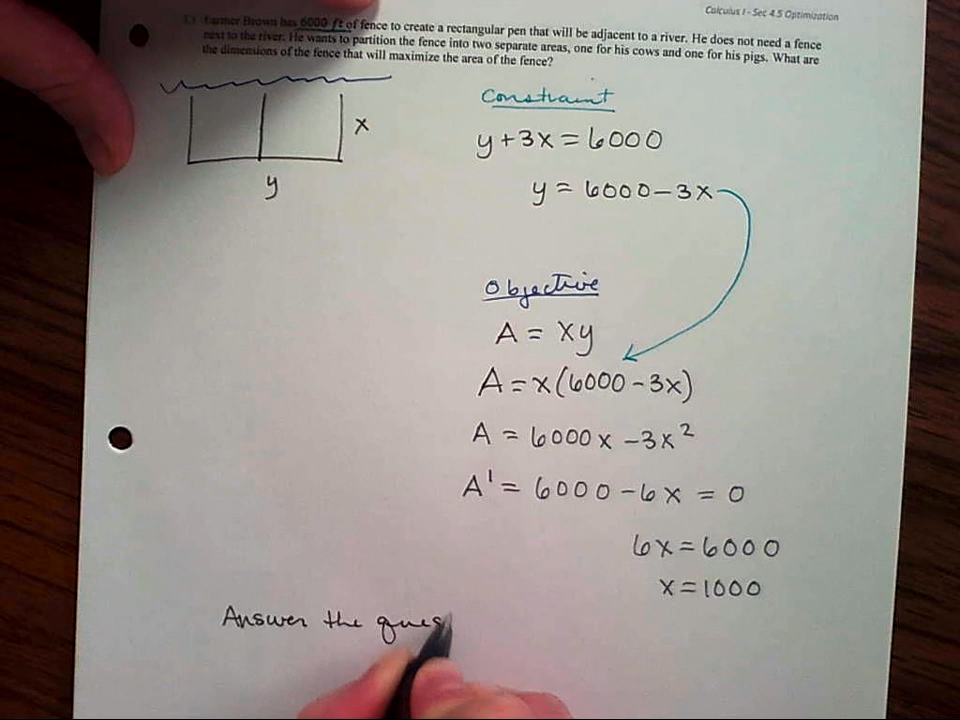 Calculus I - Sec 4.5 Optimization
Farmer Brown has 6000 ft of fence to create a rectangular pen that will be adjacent to a river. He does not need a fence
next to the river. He wants to partition the fence into two separate areas, one for his cows and one for his pigs. What are
the dimensions of the fence that will maximize the area of the fence?
x
y
Constraint
y + 3x = 6000
y = 6000 - 3x
Objective
A = xy
A = x(6000 - 3x)
A = 6000x - 3x²
A' = 6000 - 6x = 0
6x = 6000
x = 1000
Answer the ques